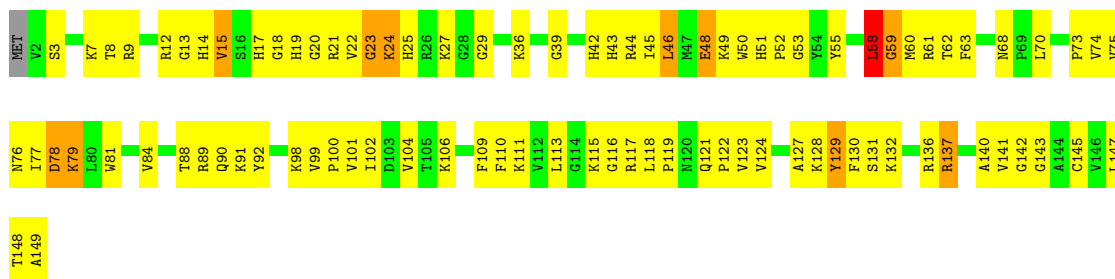 MET V2 S3 K7 T8 R9 R12 G13 H14 V15 S16 H17 G18 H19 G20 R21 V22 G23 K24 H25 R26 K27 G28 G29 K36 G39 H42 H43 R44 I45 L46 M47 E48 K49 W50 H51 P52 G53 Y54 Y55 L58 G59 M60 R61 T62 F63 N68 P69 L70 P73 V74 V75
N76 I77 D78 K79 L80 W81 V84 T88 R89 Q90 K91 Y92 K98 V99 P100 V101 I102 D103 V104 T105 K106 F109 F110 K111 V112 L113 G114 K115 G116 R117 L118 P119 N120 Q121 P122 V123 V124 A127 K128 Y129 F130 S131 K132 R136 R137 A140 V141 G142 G143 A144 C145 V146 L147
T148 A149